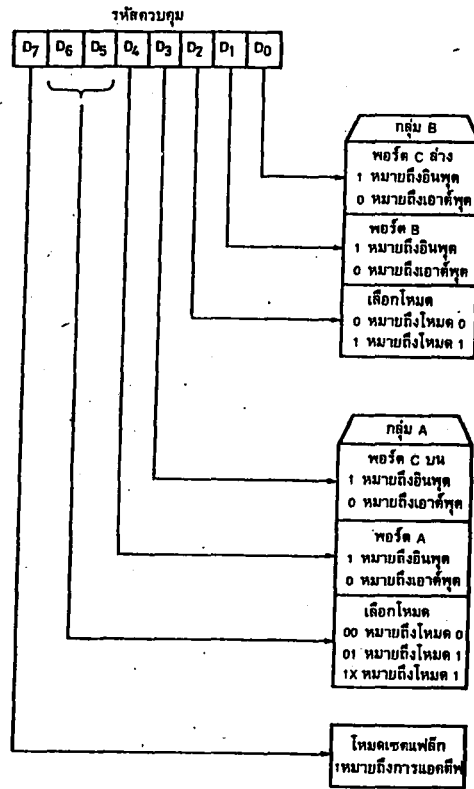 รหัสควบคุม
D7 D6 D5 D4 D3 D2 D1 D0
กลุ่ม B
พอร์ต C ล่าง
1 หมายถึงอินพุต
0 หมายถึงเอาต์พุต
พอร์ต B
1 หมายถึงอินพุต
0 หมายถึงเอาต์พุต
เลือกโหมด
0 หมายถึงโหมด 0
1 หมายถึงโหมด 1
กลุ่ม A
พอร์ต C บน
1 หมายถึงอินพุต
0 หมายถึงเอาต์พุต
พอร์ต A
1 หมายถึงอินพุต
0 หมายถึงเอาต์พุต
เลือกโหมด
00 หมายถึงโหมด 0
01 หมายถึงโหมด 1
1X หมายถึงโหมด 1
โหมดเซตแฟล็ก
1หมายถึงการแอคตีฟ